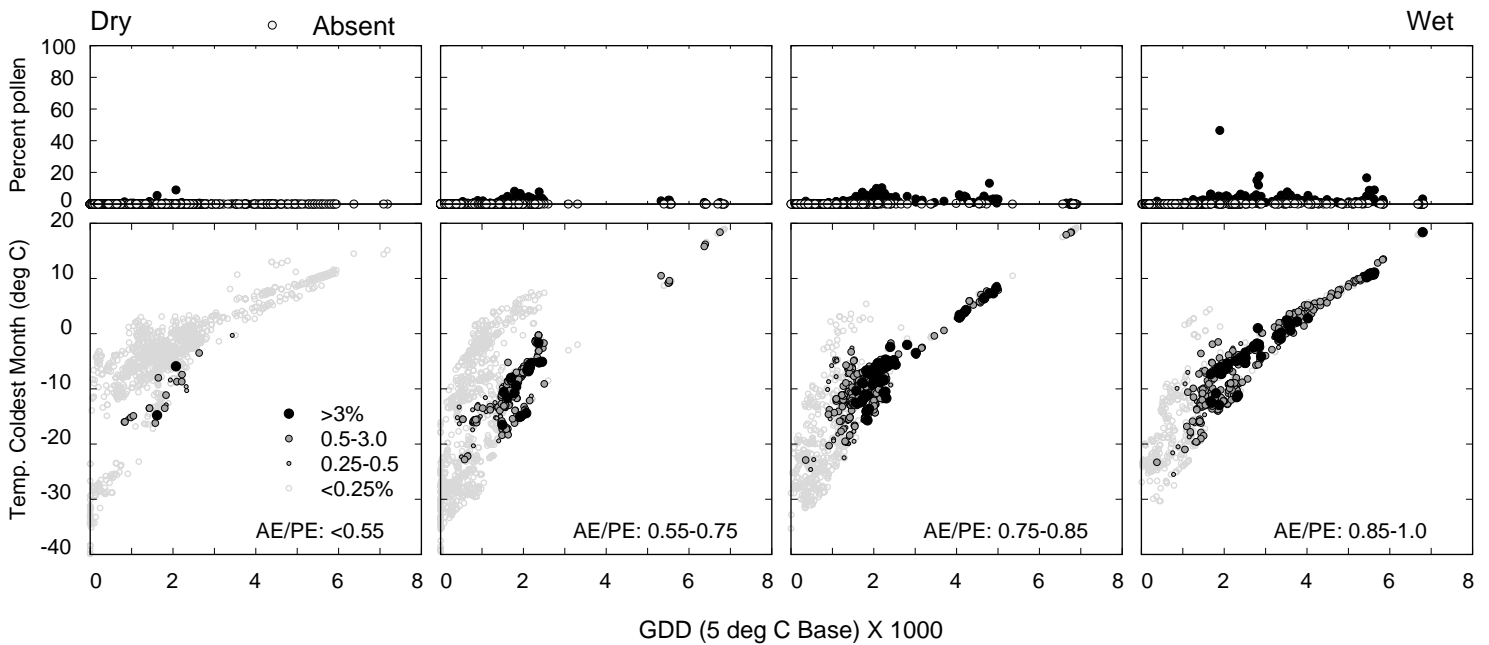 Dry
Absent
Wet
Percent pollen
100
80
60
40
20
0
Temp. Coldest Month (deg C)
20
10
0
-10
-20
-30
-40
>3%
0.5-3.0
0.25-0.5
<0.25%
AE/PE: <0.55
AE/PE: 0.55-0.75
AE/PE: 0.75-0.85
AE/PE: 0.85-1.0
0 2 4 6 8
0 2 4 6 8
0 2 4 6 8
0 2 4 6 8
GDD (5 deg C Base) X 1000